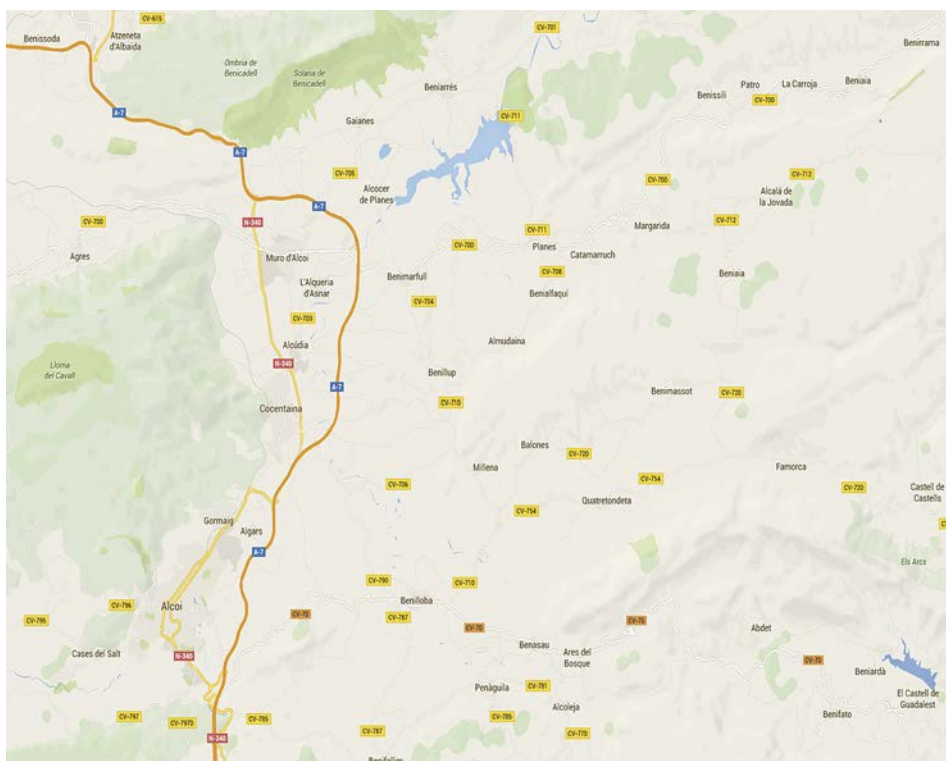 CV-615
Benissoda
Atzeneta
d'Albaida
CV-701
Benirrama
Ombria de
Benicadell
Solana de
Benicadell
Beniarrés
Benissili
Patro
La Carroja
Beniaia
CV-700
A-7
Gaianes
CV-711
A-7
CV-705
Alcocer
de Planes
CV-700
CV-712
Alcalá de
la Jovada
A-7
CV-700
N-340
CV-711
Margarida
CV-712
Agres
Muro d'Alcoi
CV-700
Planes
Catamarruch
L'Alqueria
d'Asnar
Benimarfull
CV-708
Beniaia
CV-704
Benialfaquí
CV-703
Alcúdia
Almudaina
Lloma
del Cavall
N-340
Benillup
A-7
Benimassot
CV-720
Cocentaina
CV-710
Balones
CV-720
Millena
Famorca
CV-706
CV-754
CV-720
Castell de
Castells
Quatretondeta
CV-754
Gormaig
Algars
A-7
Els Arcs
CV-790
CV-710
Alcoi
CV-796
CV-795
Benilloba
CV-70
CV-787
CV-70
CV-70
Abdet
Cases del Salt
N-340
Benasau
Ares del
Bosque
CV-70
Beniardà
Penàguila
CV-781
El Castell de
Guadalest
Alcoleja
Benifato
CV-797
CV-7970
CV-785
CV-785
CV-787
CV-770
N-340
Benifallim